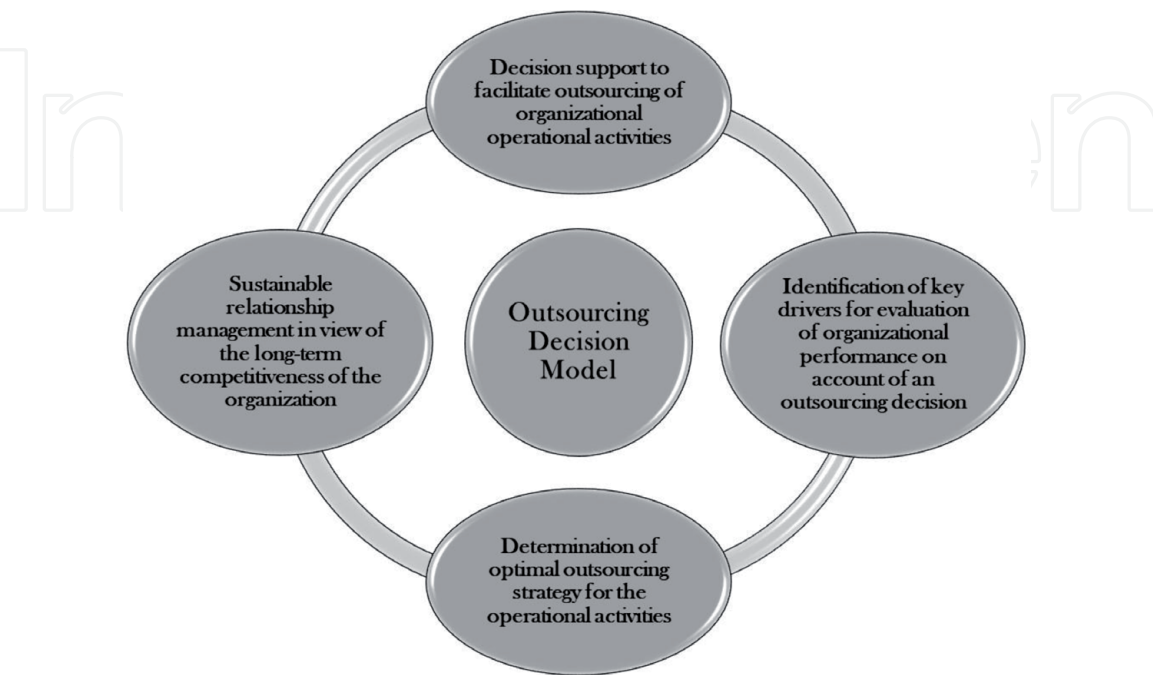 Decision support to
facilitate outsourcing of
organizational
operational activities
Sustainable
relationship
management in view of
the long-term
competitiveness of the
organization
Outsourcing
Decision
Model
Identification of key
drivers for evaluation
of organizational
performance on
account of an
outsourcing decision
Determination of
optimal outsourcing
strategy for the
operational activities